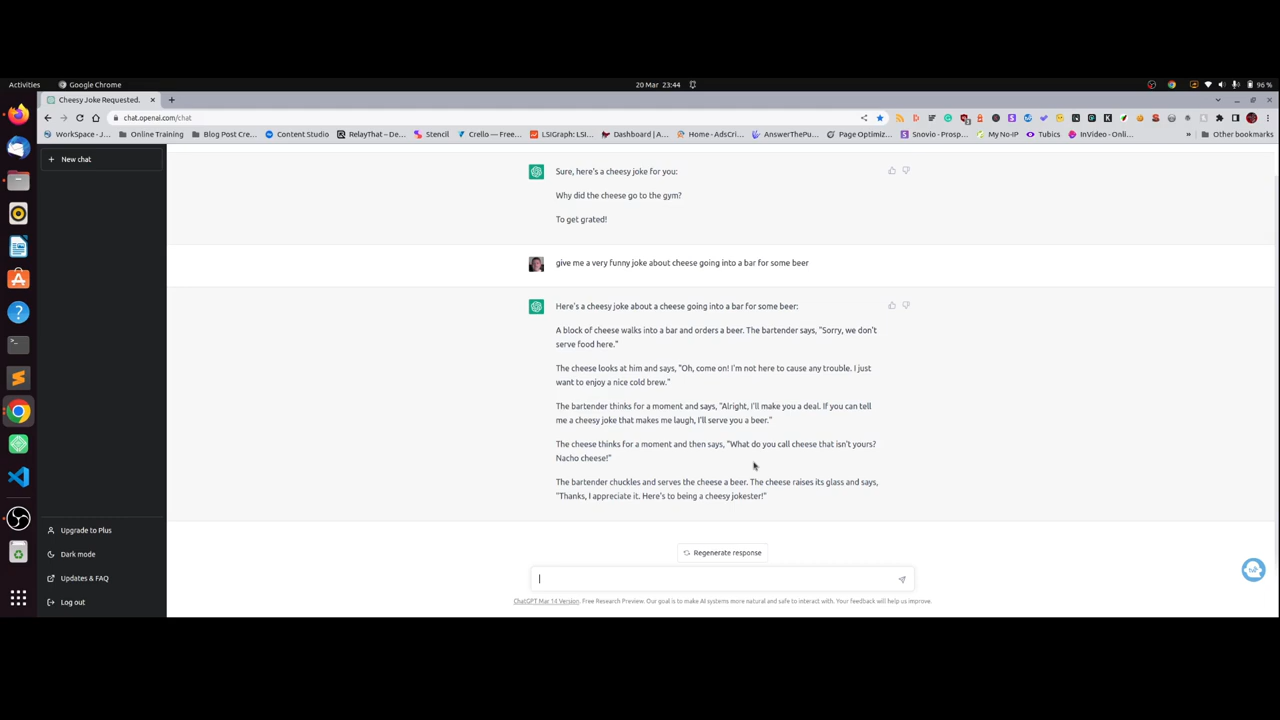 Activities
Google Chrome
20 Mar 23:44
96 %
Cheesy Joke Requested.
chat.openai.com/chat
WorkSpace - J...
Online Training
Blog Post Cre...
Content Studio
RelayThat – De...
Stencil
Crello — Free...
LSIGraph: LSI...
Dashboard | A...
Home - AdsCri...
AnswerThePu...
Page Optimiz...
Snovio - Prosp...
My No-IP
Tubics
InVideo - Onli...
»
Other bookmarks
+ New chat
Sure, here's a cheesy joke for you:
Why did the cheese go to the gym?
To get grated!
give me a very funny joke about cheese going into a bar for some beer
Here's a cheesy joke about a cheese going into a bar for some beer:
A block of cheese walks into a bar and orders a beer. The bartender says, "Sorry, we don't
serve food here."
The cheese looks at him and says, "Oh, come on! I'm not here to cause any trouble. I just
want to enjoy a nice cold brew."
The bartender thinks for a moment and says, "Alright, I'll make you a deal. If you can tell
me a cheesy joke that makes me laugh, I'll serve you a beer."
The cheese thinks for a moment and then says, "What do you call cheese that isn't yours?
Nacho cheese!"
The bartender chuckles and serves the cheese a beer. The cheese raises its glass and says,
"Thanks, I appreciate it. Here's to being a cheesy jokester!"
Upgrade to Plus
Dark mode
Updates & FAQ
Log out
Regenerate response
ChatGPT Mar 14 Version. Free Research Preview. Our goal is to make AI systems more natural and safe to interact with. Your feedback will help us improve.